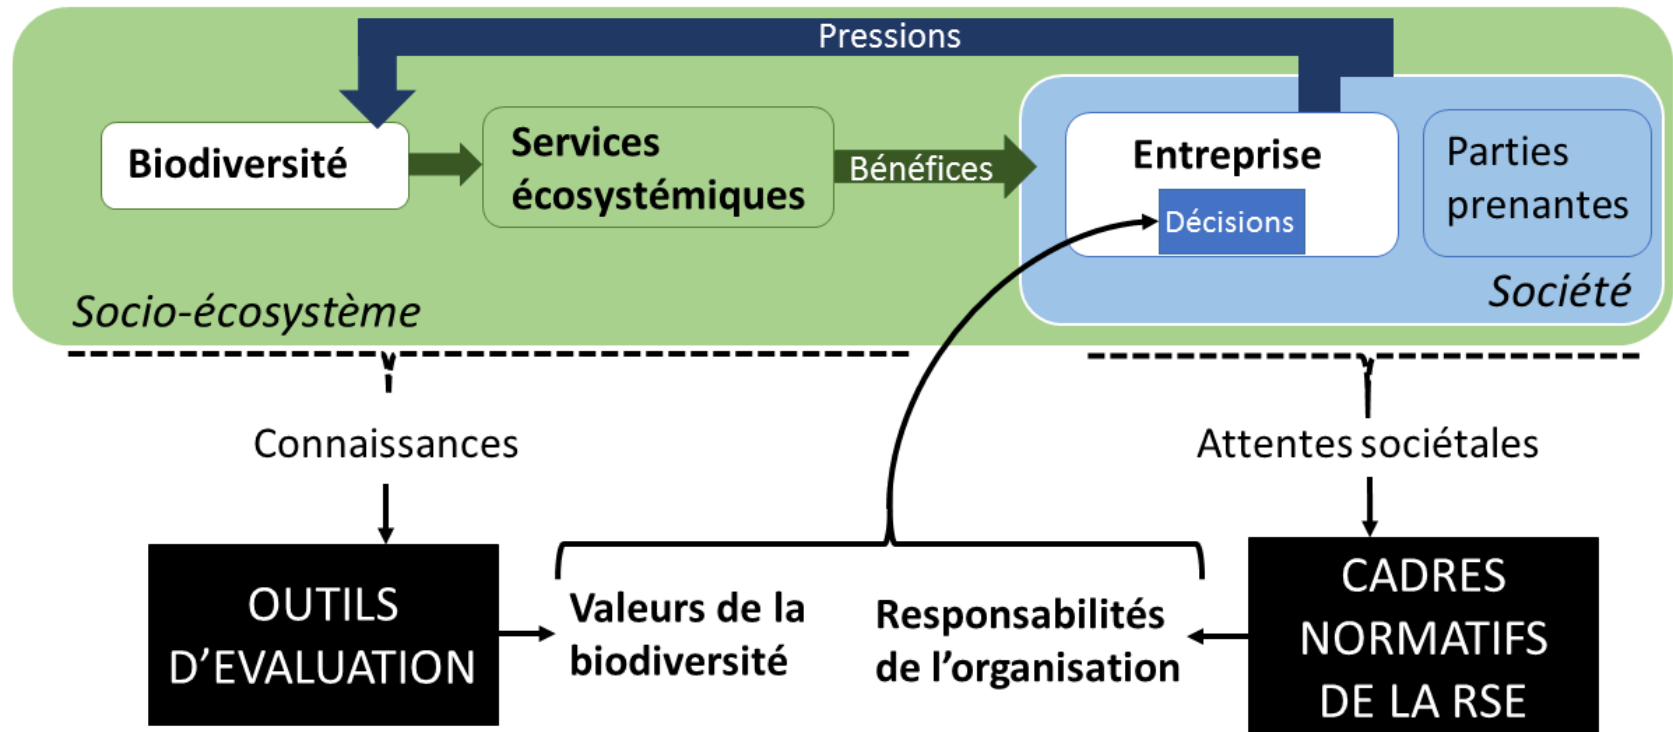 Pressions
Biodiversité
Services
écosystémiques
Bénéfices
Entreprise
Décisions
Parties
prenantes
Société
Socio-écosystème
Connaissances
Attentes sociétales
OUTILS
D’EVALUATION
Valeurs de la
biodiversité
Responsabilités
de l’organisation
CADRES
NORMATIFS
DE LA RSE